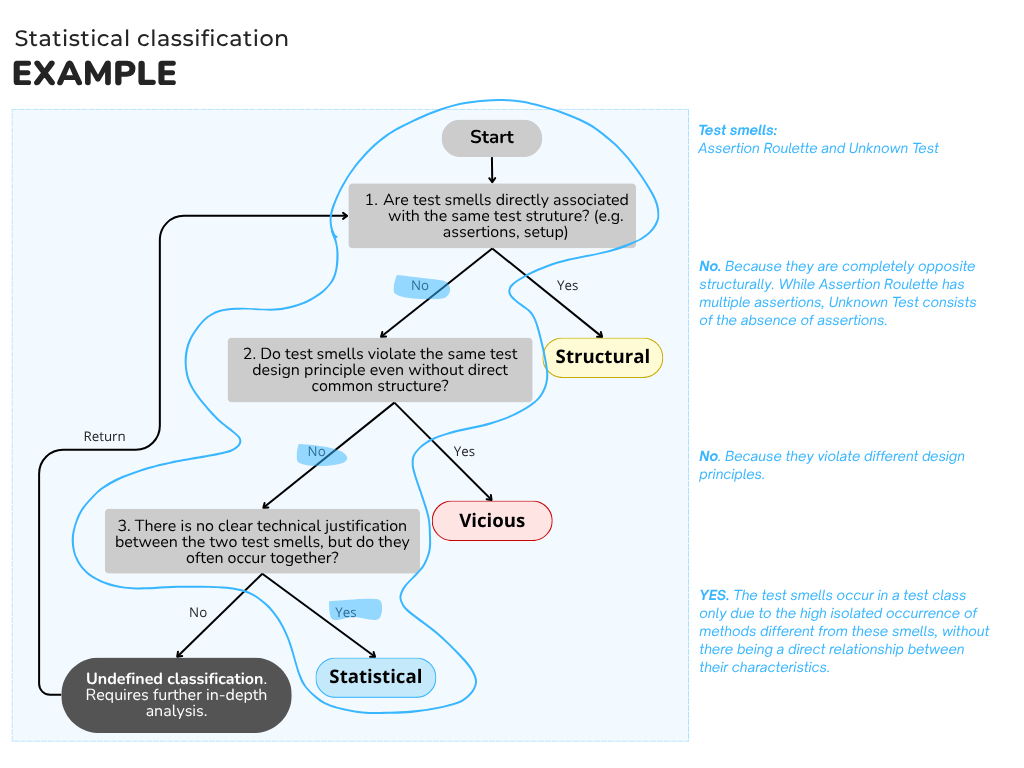 Statistical classification
EXAMPLE
Test smells:
Assertion Roulette and Unknown Test
Start
1. Are test smells directly associated
with the same test struture? (e.g.
assertions, setup)
No
Yes
No. Because they are completely opposite
structurally. While Assertion Roulette has
multiple assertions, Unknown Test consists
of the absence of assertions.
2. Do test smells violate the same test
design principle even without direct
common structure?
Structural
Return
No
Yes
No. Because they violate different design
principles.
3. There is no clear technical justification
between the two test smells, but do they
often occur together?
Vicious
No
Yes
YES. The test smells occur in a test class
only due to the high isolated occurrence of
methods different from these smells, without
there being a direct relationship between
their characteristics.
Undefined classification.
Requires further in-depth
analysis.
Statistical